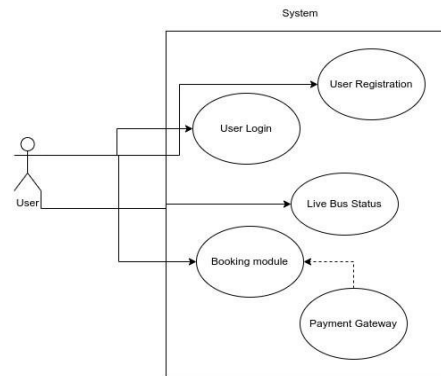 System
User Registration
User Login
User
Live Bus Status
Booking module
Payment Gateway